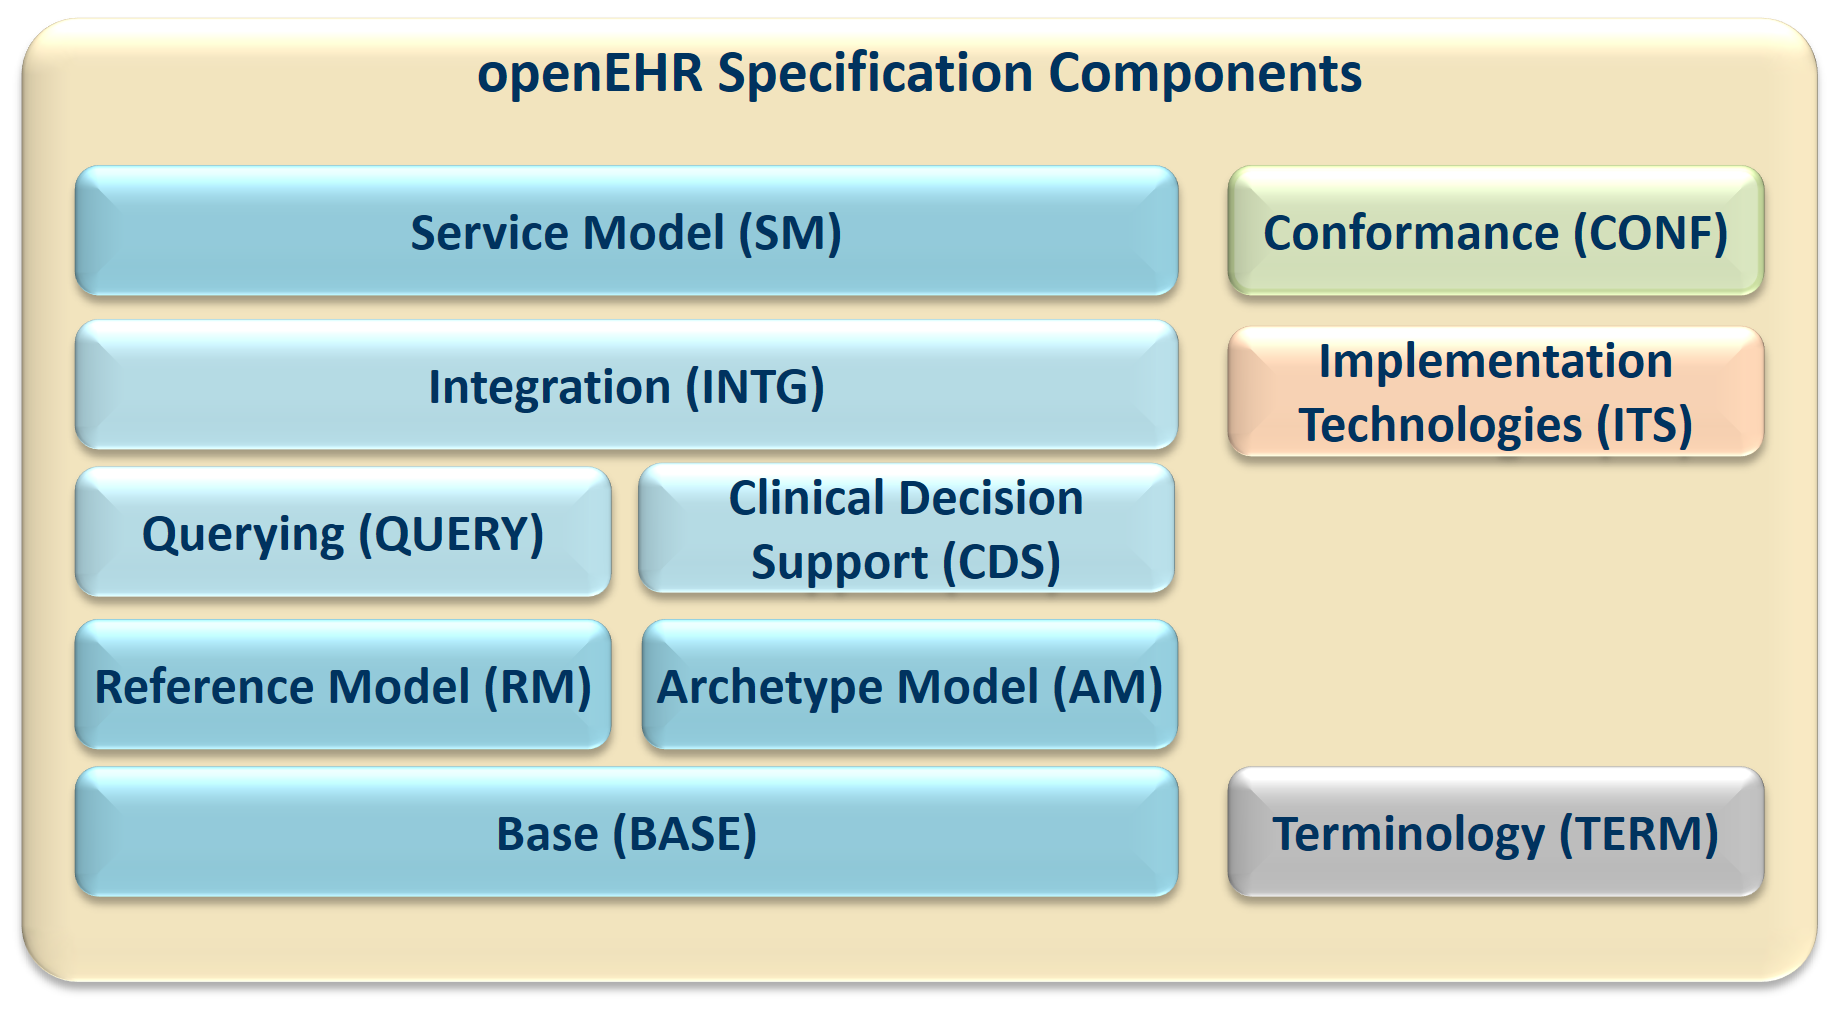 openEHR Specification Components
Service Model (SM)
Conformance (CONF)
Integration (INTG)
Implementation
Technologies (ITS)
Querying (QUERY)
Clinical Decision
Support (CDS)
Reference Model (RM)
Archetype Model (AM)
Base (BASE)
Terminology (TERM)